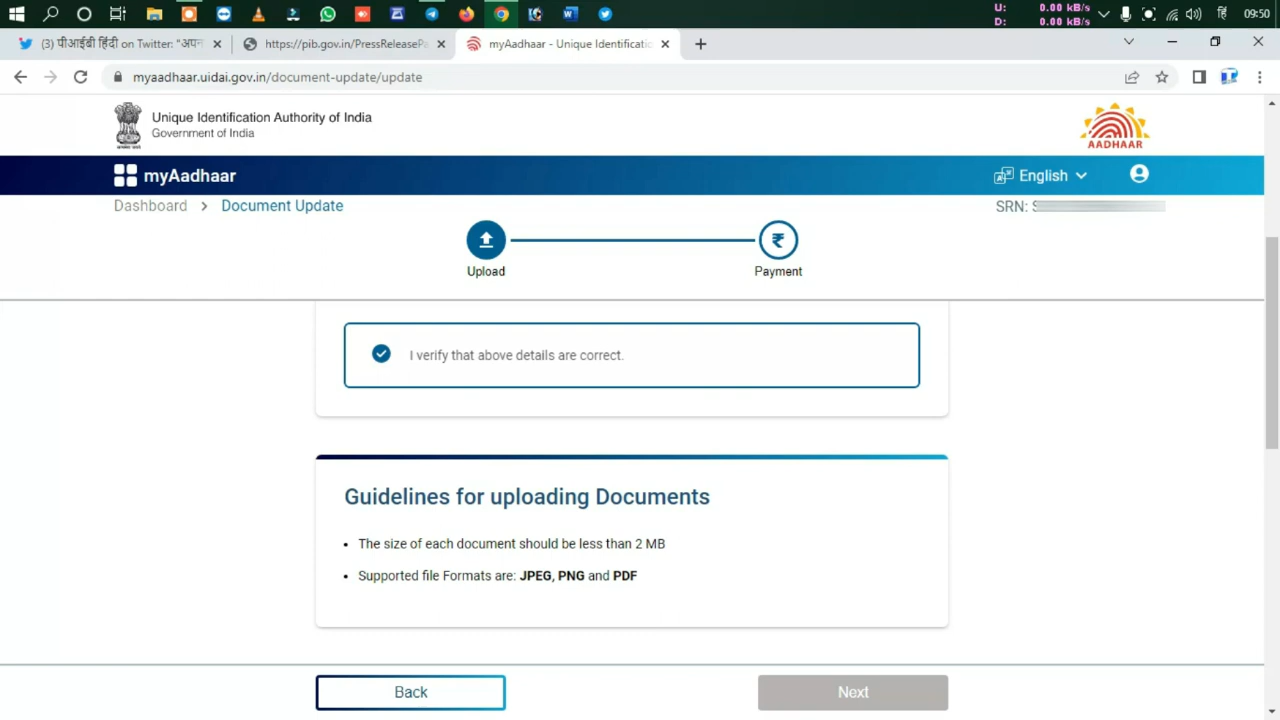 U: 0.00 kB/s
D: 0.00 kB/s
हिं
09:50
(3) पीआईबी हिंदी on Twitter: "अपन
https://pib.gov.in/PressReleasePa
myAadhaar - Unique Identificatic
myaadhaar.uidai.gov.in/document-update/update
Unique Identification Authority of India
Government of India
AADHAAR
myAadhaar
English
Dashboard > Document Update
SRN: S
Upload
Payment
I verify that above details are correct.
Guidelines for uploading Documents
• The size of each document should be less than 2 MB
• Supported file Formats are: JPEG, PNG and PDF
Back
Next